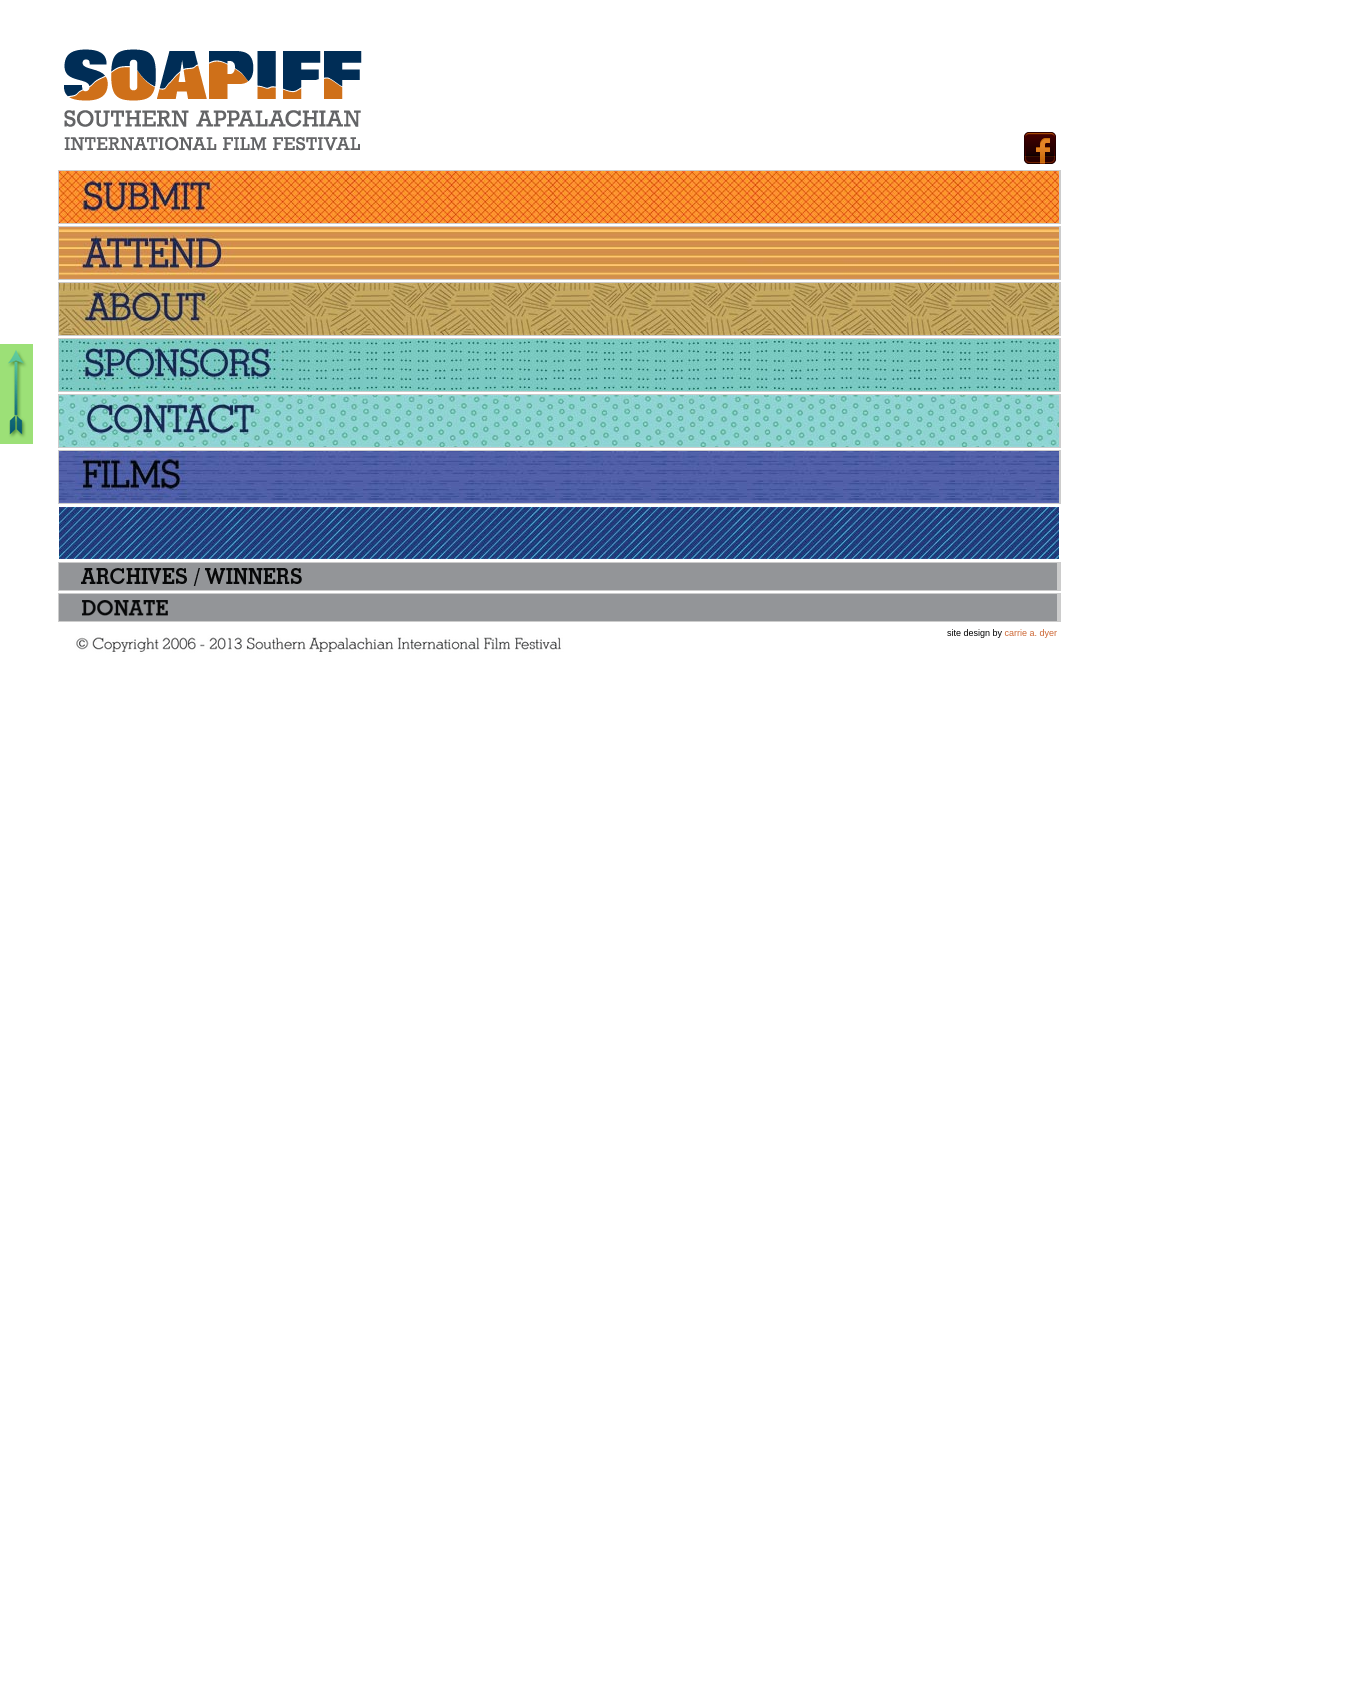 SOAPIFF
SOUTHERN APPALACHIAN
INTERNATIONAL FILM FESTIVAL
f
SUBMIT
ATTEND
ABOUT
SPONSORS
CONTACT
FILMS
ARCHIVES / WINNERS
DONATE
site design by carrie a. dyer
© Copyright 2006 - 2013 Southern Appalachian International Film Festival